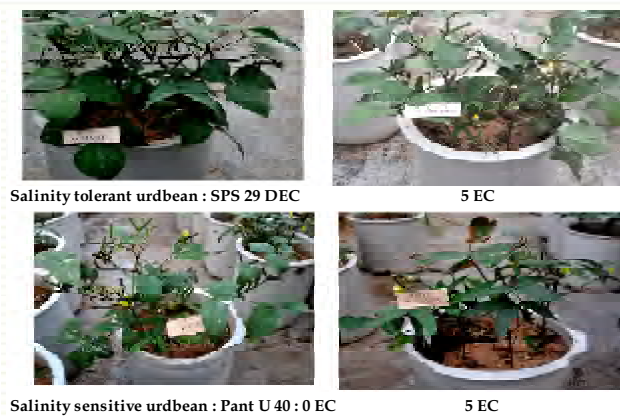 Salinity tolerant urdbean : SPS 29 DEC 5 EC
Salinity sensitive urdbean : Pant U 40 : 0 EC 5 EC